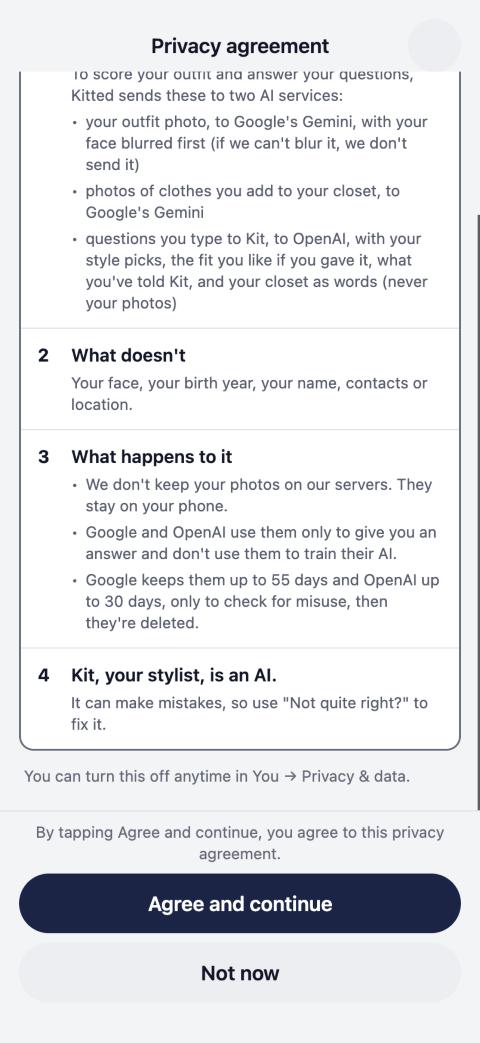 Privacy agreement
To score your outfit and answer your questions,
Kitted sends these to two AI services:
• your outfit photo, to Google's Gemini, with your
face blurred first (if we can't blur it, we don't
send it)
• photos of clothes you add to your closet, to
Google's Gemini
• questions you type to Kit, to OpenAI, with your
style picks, the fit you like if you gave it, what
you've told Kit, and your closet as words (never
your photos)
2 What doesn't
Your face, your birth year, your name, contacts or
location.
3 What happens to it
• We don't keep your photos on our servers. They
stay on your phone.
• Google and OpenAI use them only to give you an
answer and don't use them to train their AI.
• Google keeps them up to 55 days and OpenAI up
to 30 days, only to check for misuse, then
they're deleted.
4 Kit, your stylist, is an AI.
It can make mistakes, so use "Not quite right?" to
fix it.
You can turn this off anytime in You → Privacy & data.
By tapping Agree and continue, you agree to this privacy
agreement.
Agree and continue
Not now